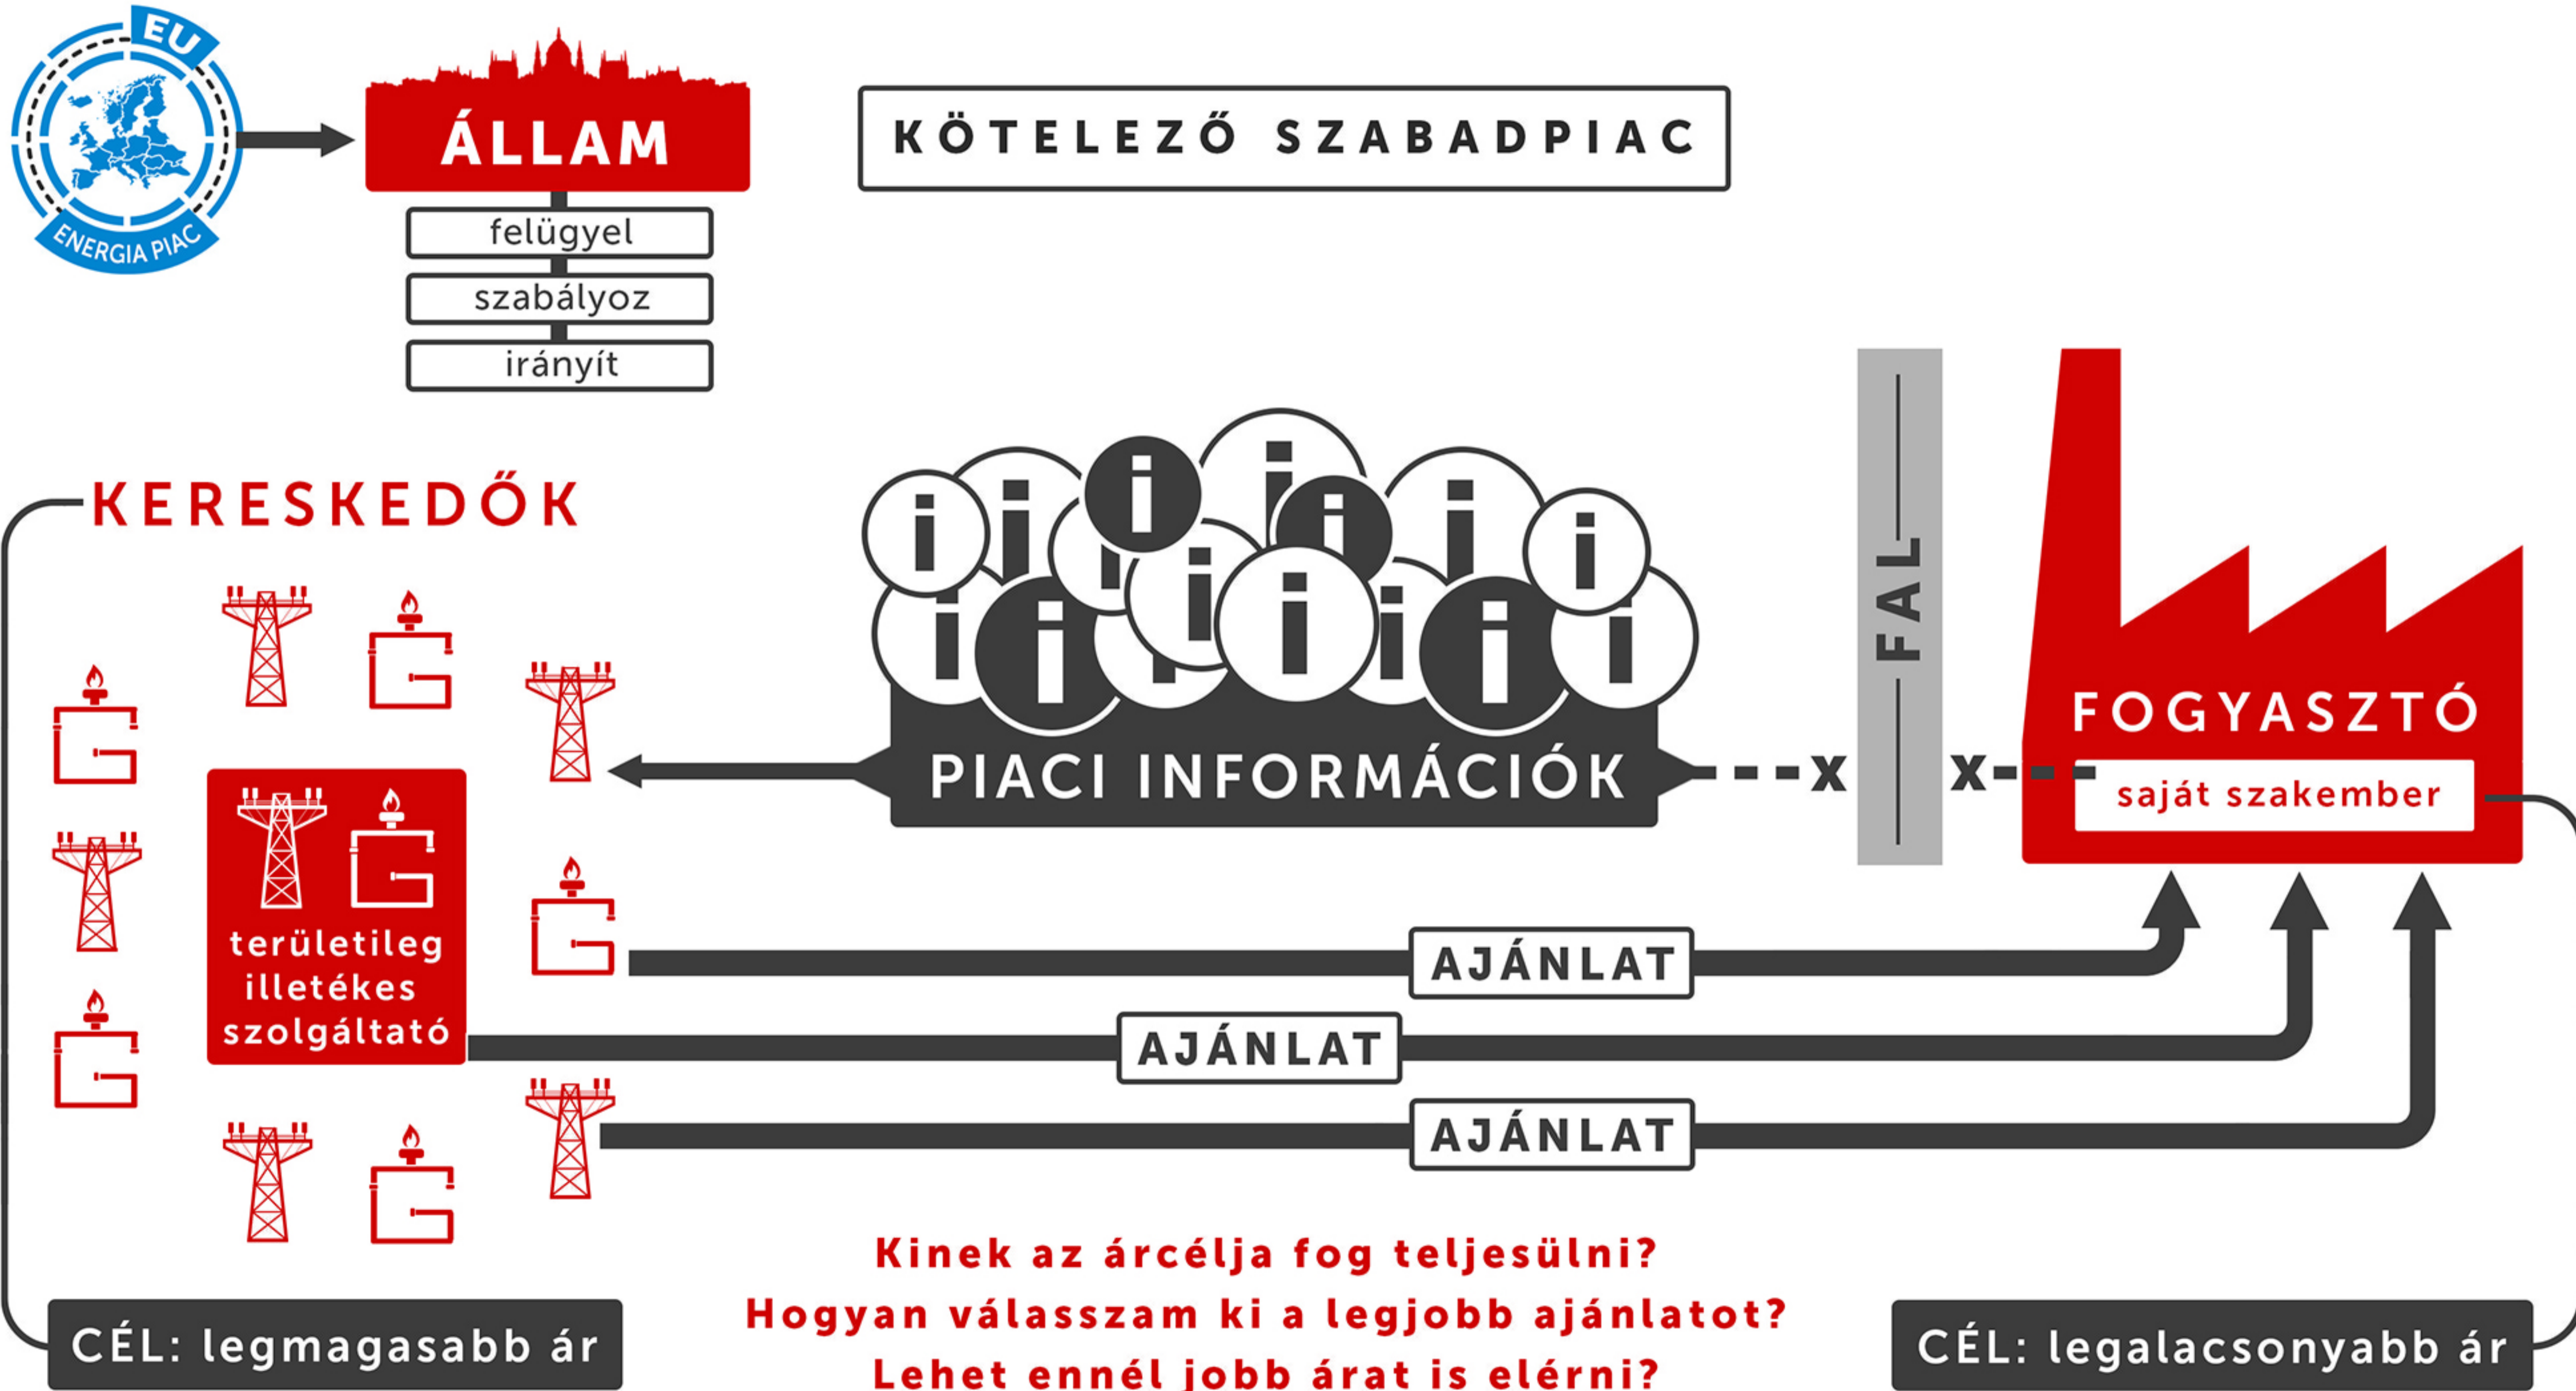 EU
ENERGIA PIAC
ÁLLAM
felügyel
szabályoz
irányít
KÖTELEZŐ SZABADPIAC
KERESKEDŐK
területileg
illetékes
szolgáltató
i i i i i i i
i i i i i i i i
PIACI INFORMÁCIÓK
X
FAL
X
FOGYASZTÓ
saját szakember
AJÁNLAT
AJÁNLAT
AJÁNLAT
Kinek az árcélja fog teljesülni?
Hogyan válasszam ki a legjobb ajánlatot?
Lehet ennél jobb árat is elérni?
CÉL: legmagasabb ár
CÉL: legalacsonyabb ár